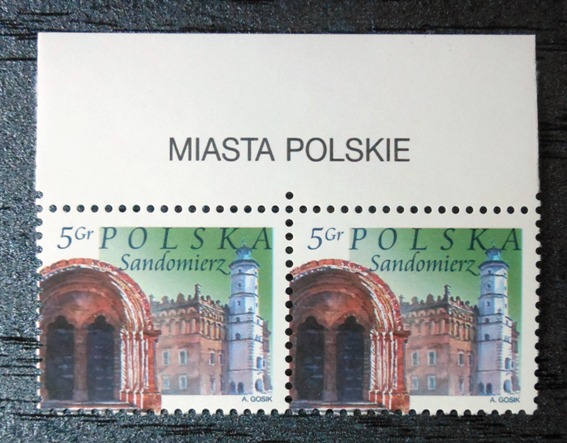 MIASTA POLSKIE
5Gr POLSKA
Sandomierz
A. GOSIK
5Gr POLSKA
Sandomierz
A. GOSIK